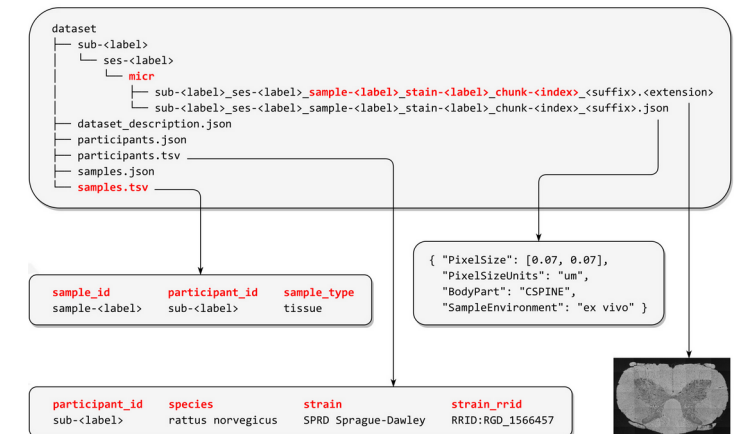 dataset
sub-<label>
ses-<label>
micr
sub-<label>_ses-<label>_sample-<label>_stain-<label>_chunk-<index>_<suffix>.<extension>
sub-<label>_ses-<label>_sample-<label>_stain-<label>_chunk-<index>_<suffix>.json
dataset_description.json
participants.json
participants.tsv
samples.json
samples.tsv
{ "PixelSize": [0.07, 0.07],
"PixelSizeUnits": "um",
"BodyPart": "CSPINE",
"SampleEnvironment": "ex vivo" }
sample_id participant_id sample_type
sample-<label> sub-<label> tissue
participant_id species strain strain_rrid
sub-<label> rattus norvegicus SPRD Sprague-Dawley RRID:RGD_1566457